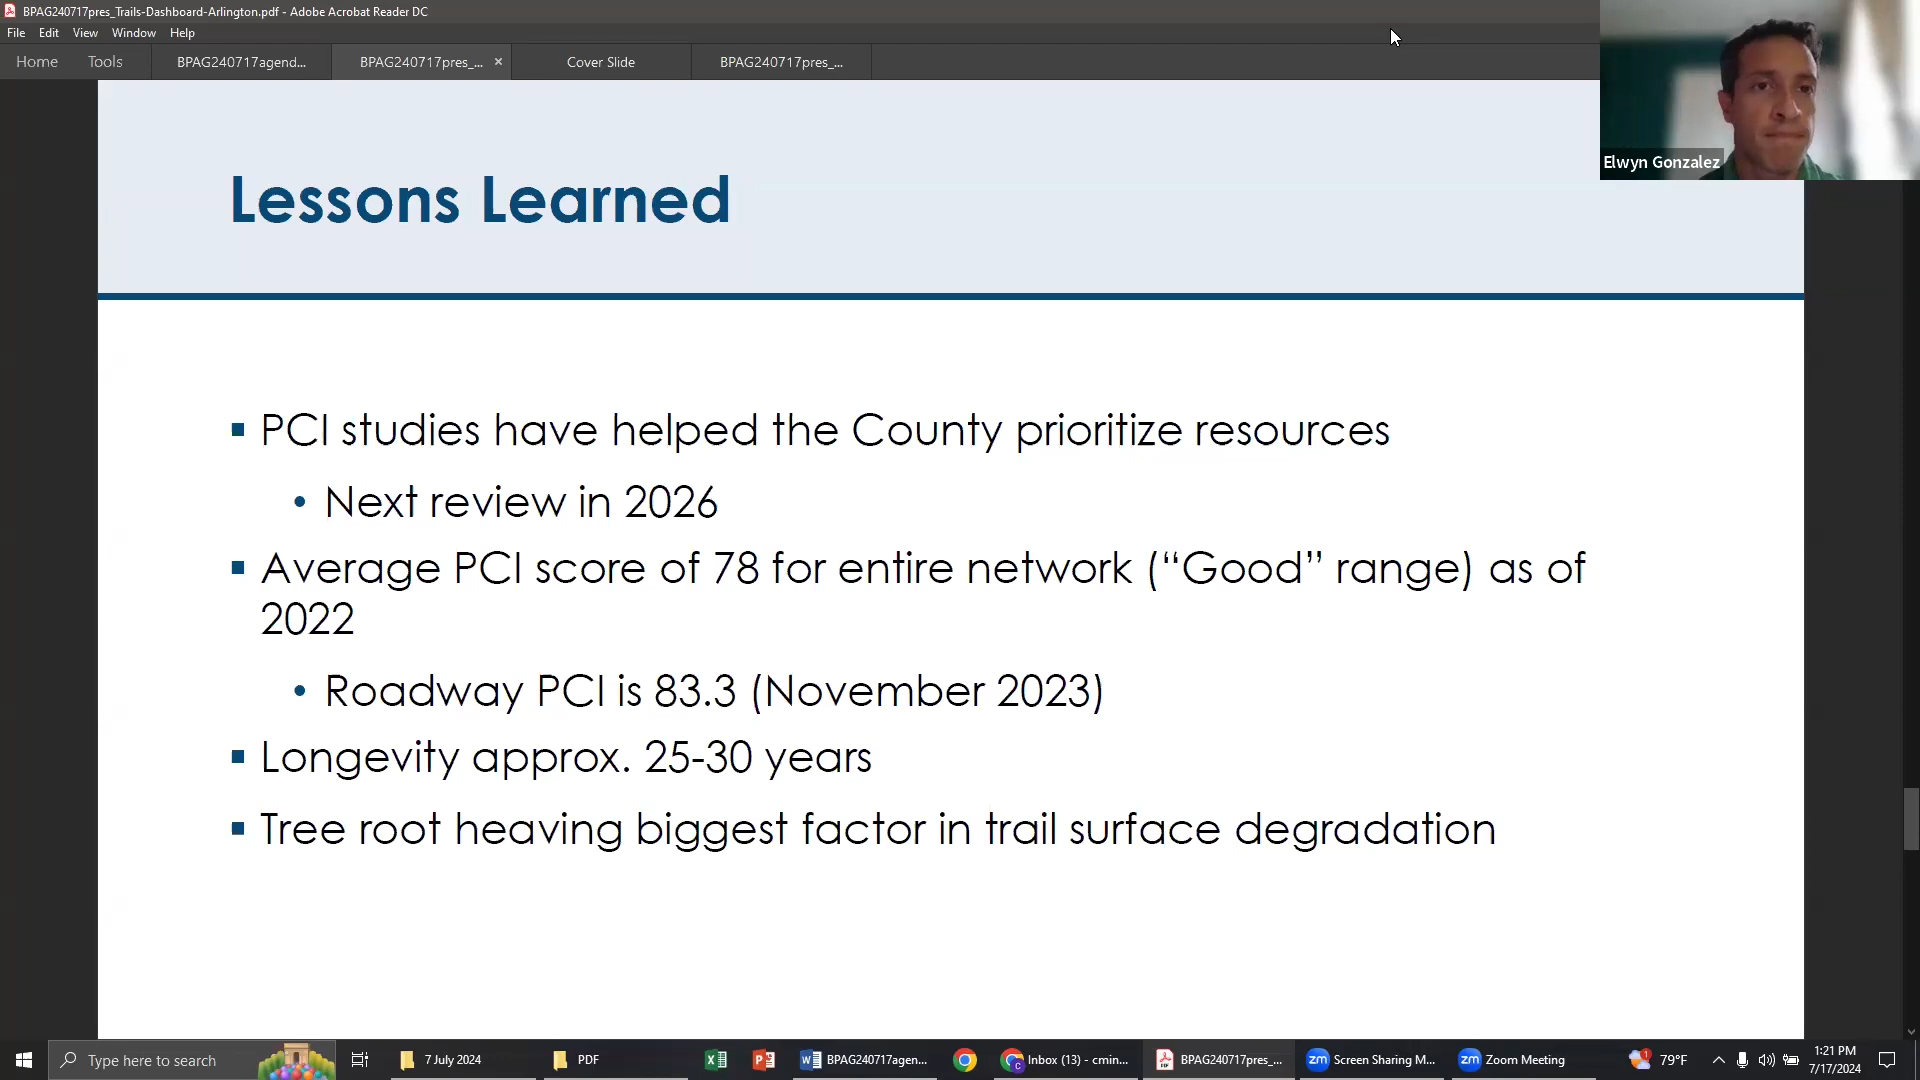 BPAG240717pres_Trails-Dashboard-Arlington.pdf - Adobe Acrobat Reader DC
File Edit View Window Help
Home Tools BPAG240717agend... BPAG240717pres_... × Cover Slide BPAG240717pres_...
Elwyn Gonzalez
Lessons Learned
▪ PCI studies have helped the County prioritize resources
• Next review in 2026
▪ Average PCI score of 78 for entire network (“Good” range) as of
2022
• Roadway PCI is 83.3 (November 2023)
▪ Longevity approx. 25-30 years
▪ Tree root heaving biggest factor in trail surface degradation
Type here to search 7 July 2024 PDF BPAG240717agen... Inbox (13) - cmin... BPAG240717pres_... zm Screen Sharing M... zm Zoom Meeting 1 79°F 1:21 PM
7/17/2024